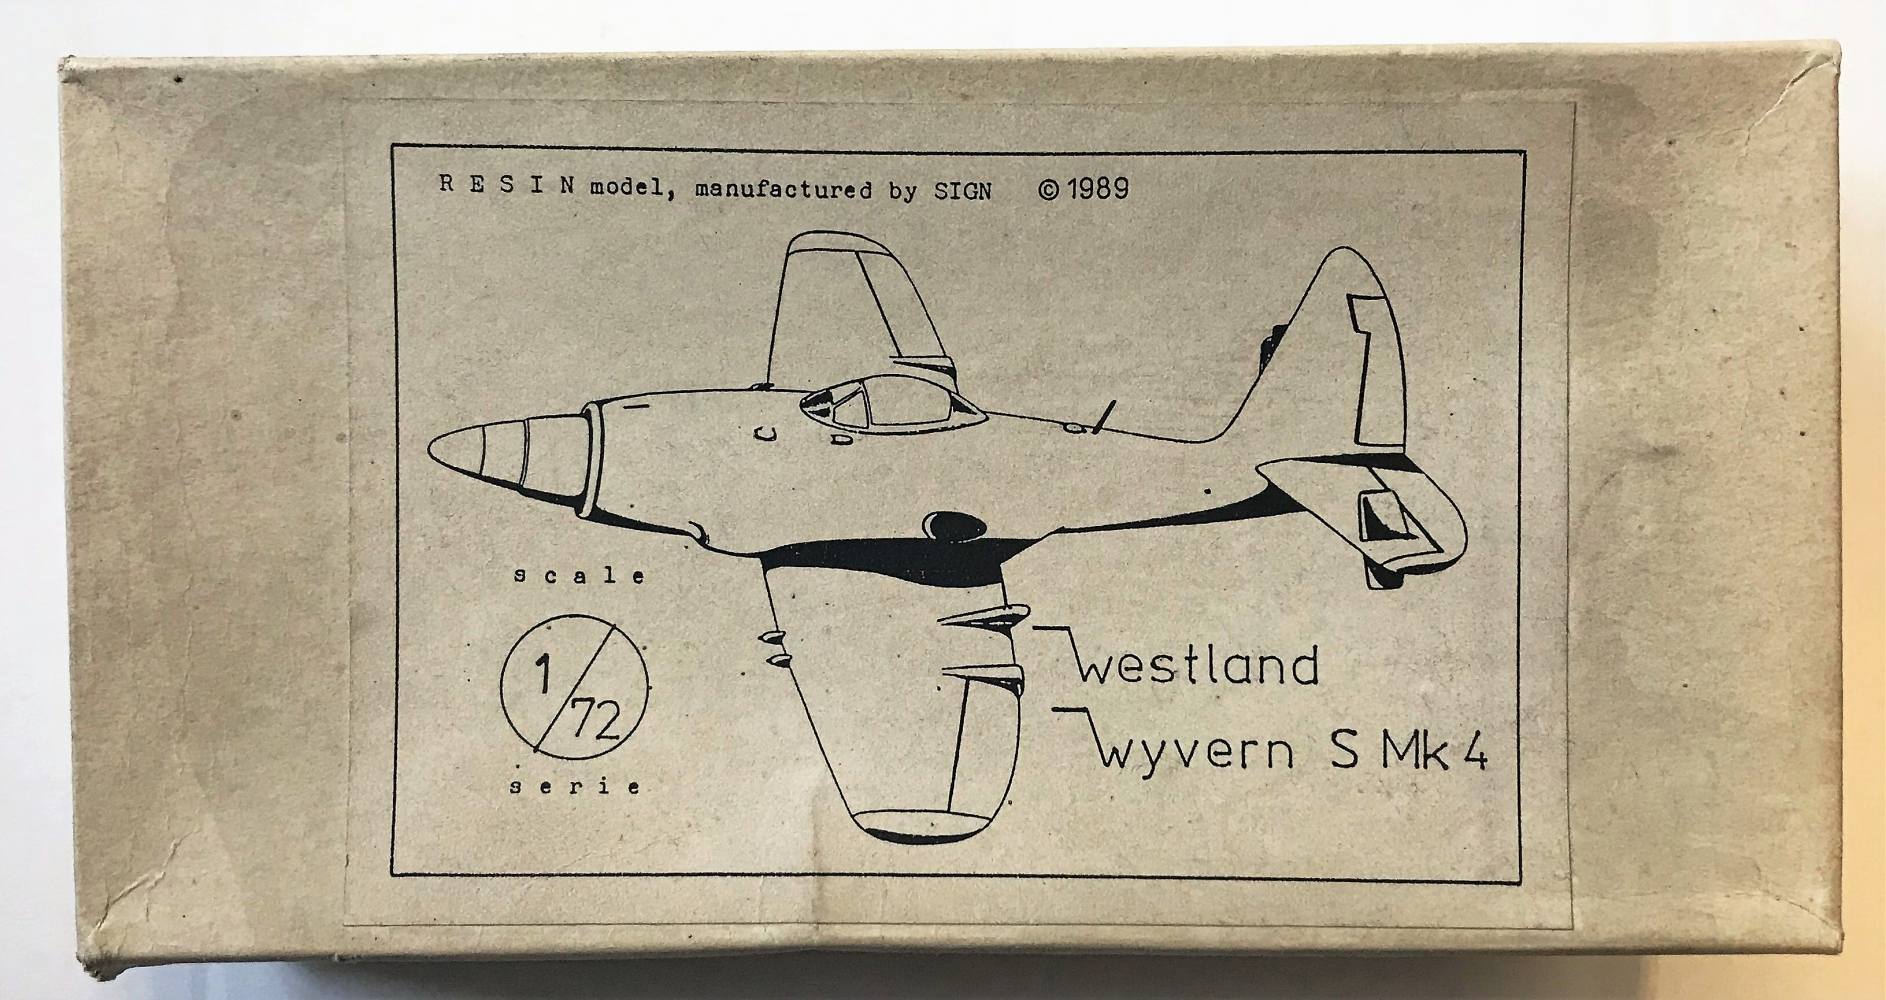 R E S I N model, manufactured by SIGN © 1989
s c a l e
1/72
s e r i e
westland
wyvern S Mk 4